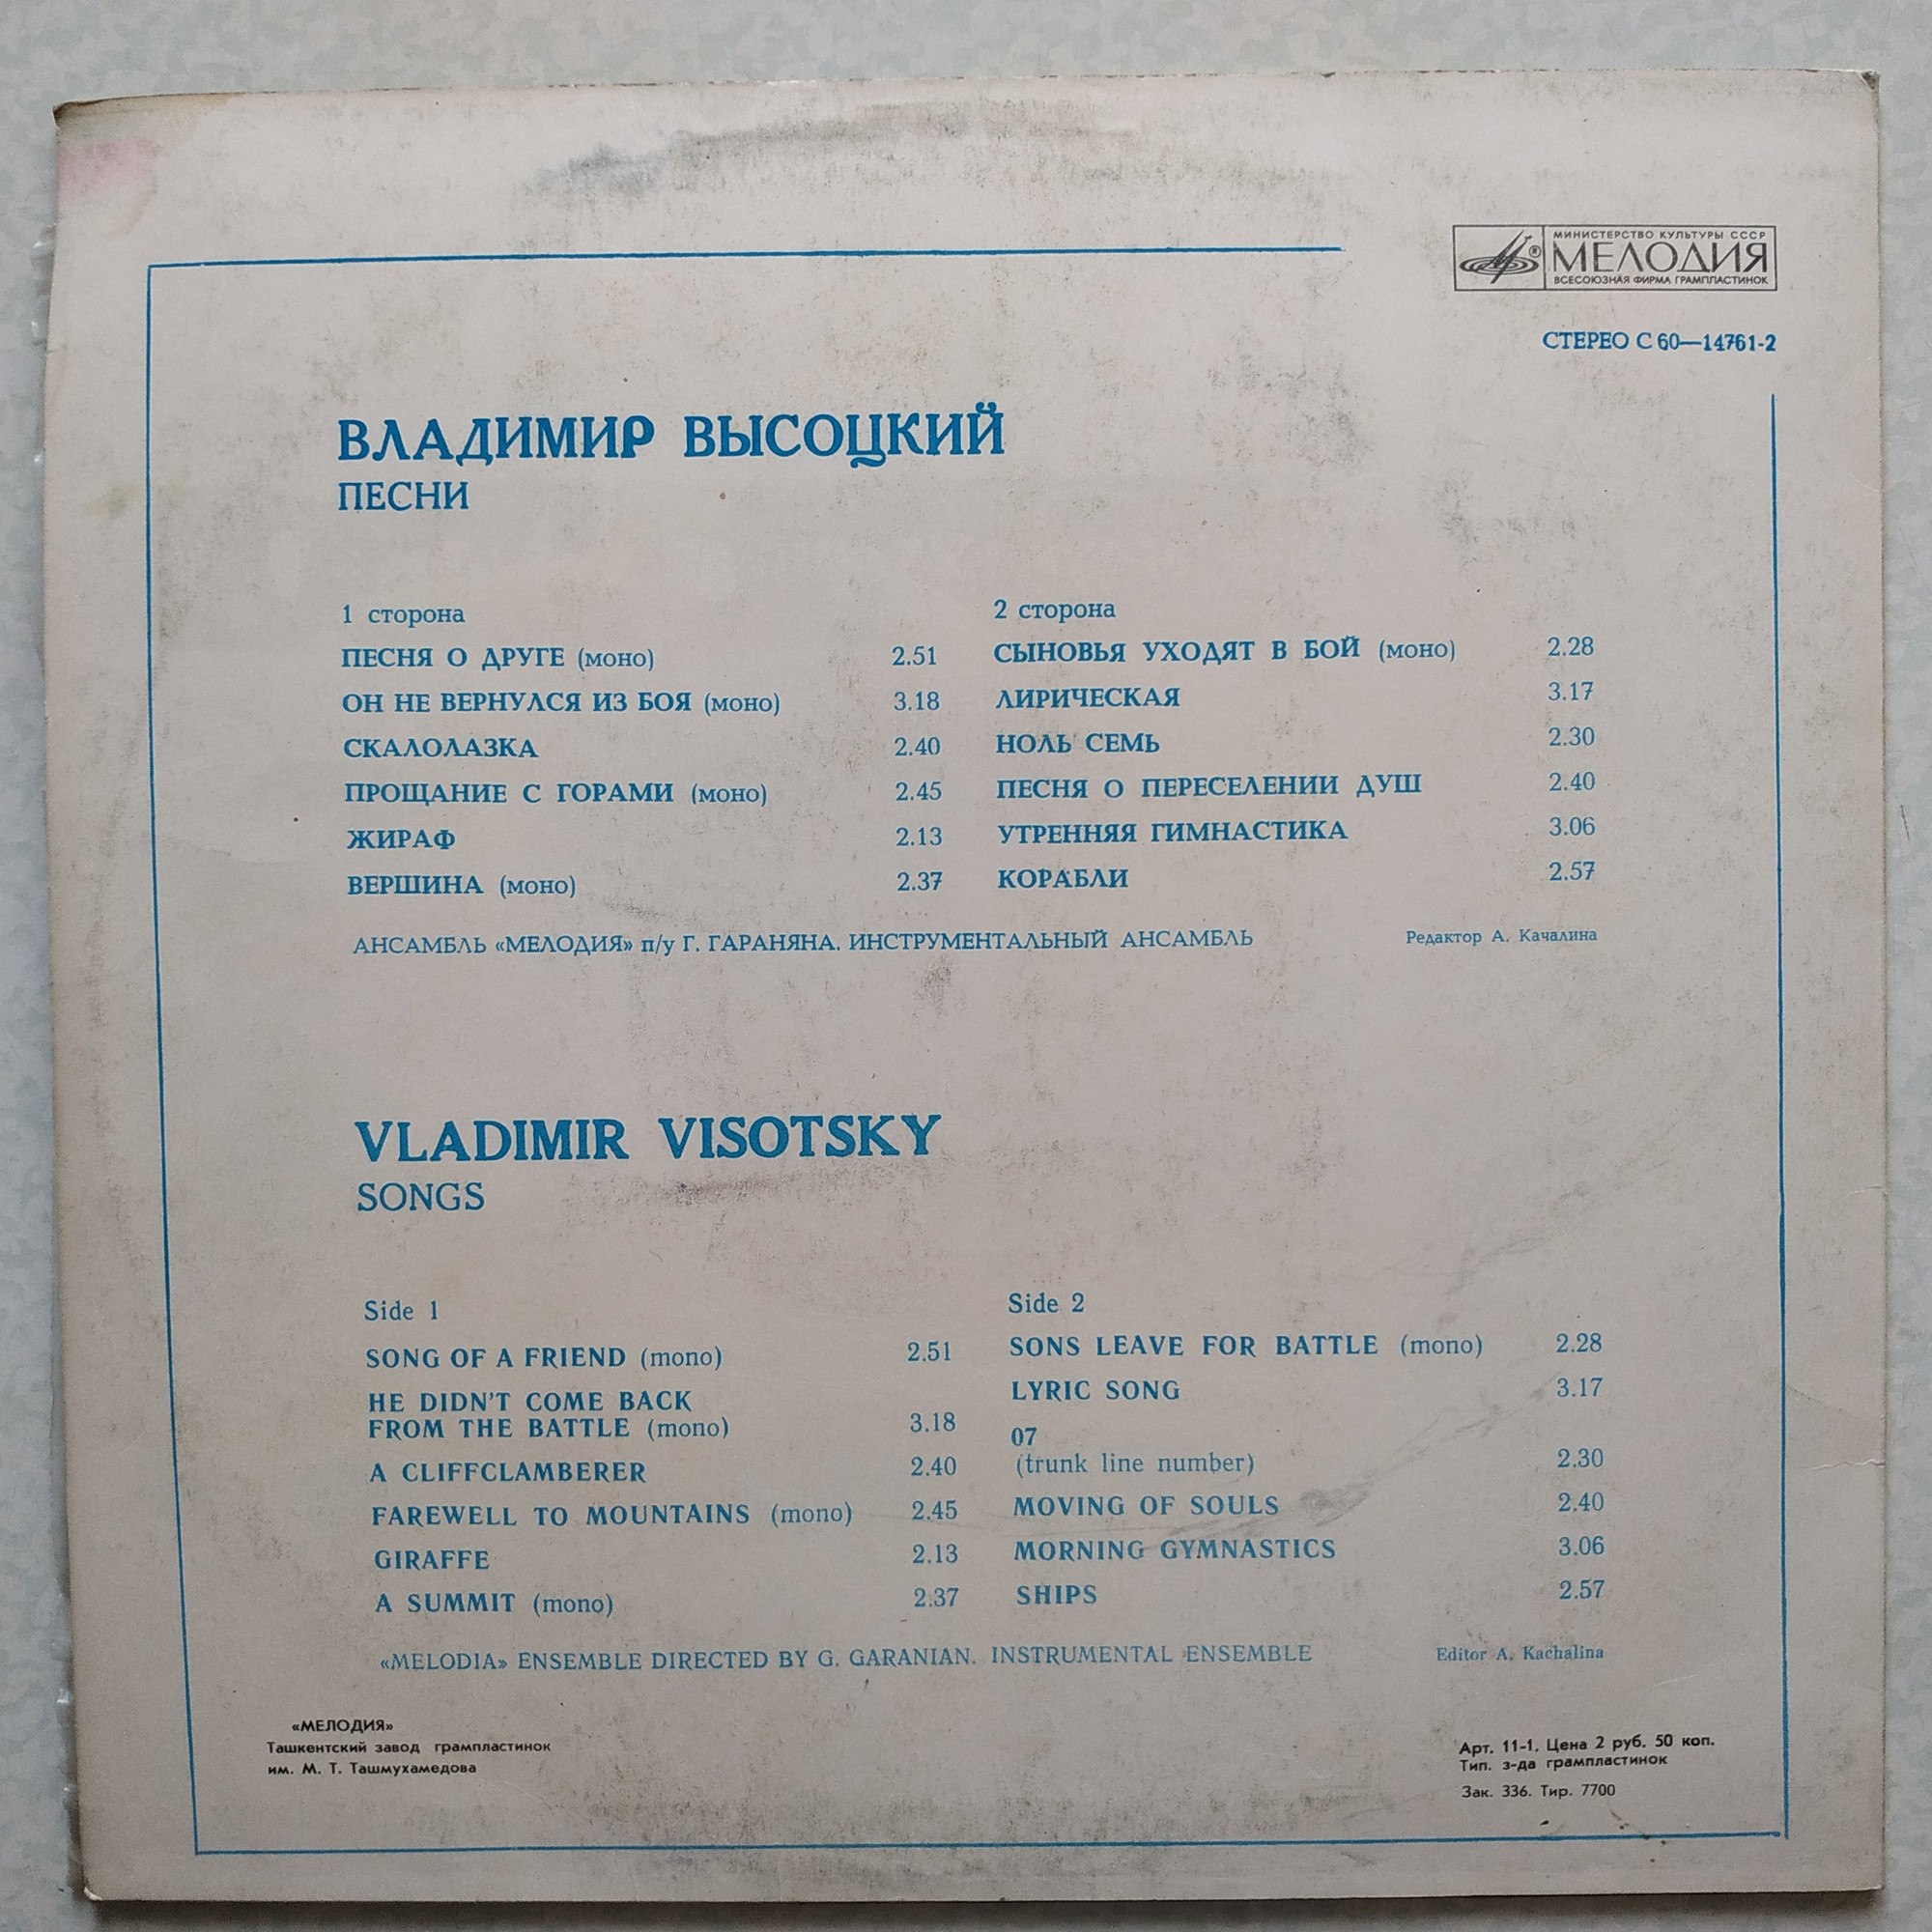 МИНИСТЕРСТВО КУЛЬТУРЫ СССР
МЕЛОДИЯ
ВСЕСОЮЗНАЯ ФИРМА ГРАМПЛАСТИНОК
СТЕРЕО С 60—14761-2
ВЛАДИМИР ВЫСОЦКИЙ
ПЕСНИ
1 сторона
ПЕСНЯ О ДРУГЕ (моно) 2.51
ОН НЕ ВЕРНУЛСЯ ИЗ БОЯ (моно) 3.18
СКАЛОЛАЗКА 2.40
ПРОЩАНИЕ С ГОРАМИ (моно) 2.45
ЖИРАФ 2.13
ВЕРШИНА (моно) 2.37
2 сторона
СЫНОВЬЯ УХОДЯТ В БОЙ (моно) 2.28
ЛИРИЧЕСКАЯ 3.17
НОЛЬ СЕМЬ 2.30
ПЕСНЯ О ПЕРЕСЕЛЕНИИ ДУШ 2.40
УТРЕННЯЯ ГИМНАСТИКА 3.06
КОРАБЛИ 2.57
АНСАМБЛЬ «МЕЛОДИЯ» п/у Г. ГАРАНЯНА. ИНСТРУМЕНТАЛЬНЫЙ АНСАМБЛЬ
Редактор А. Качалина
VLADIMIR VISOTSKY
SONGS
Side 1
SONG OF A FRIEND (mono) 2.51
HE DIDN'T COME BACK
FROM THE BATTLE (mono) 3.18
A CLIFFCLAMBERER 2.40
FAREWELL TO MOUNTAINS (mono) 2.45
GIRAFFE 2.13
A SUMMIT (mono) 2.37
Side 2
SONS LEAVE FOR BATTLE (mono) 2.28
LYRIC SONG 3.17
07
(trunk line number) 2.30
MOVING OF SOULS 2.40
MORNING GYMNASTICS 3.06
SHIPS 2.57
«MELODIA» ENSEMBLE DIRECTED BY G. GARANIAN. INSTRUMENTAL ENSEMBLE
Editor A. Kachalina
«МЕЛОДИЯ»
Ташкентский завод грампластинок
им. М. Т. Ташмухамедова
Арт. 11-1. Цена 2 руб. 50 коп.
Тип. з-да грампластинок
Зак. 336. Тир. 7700